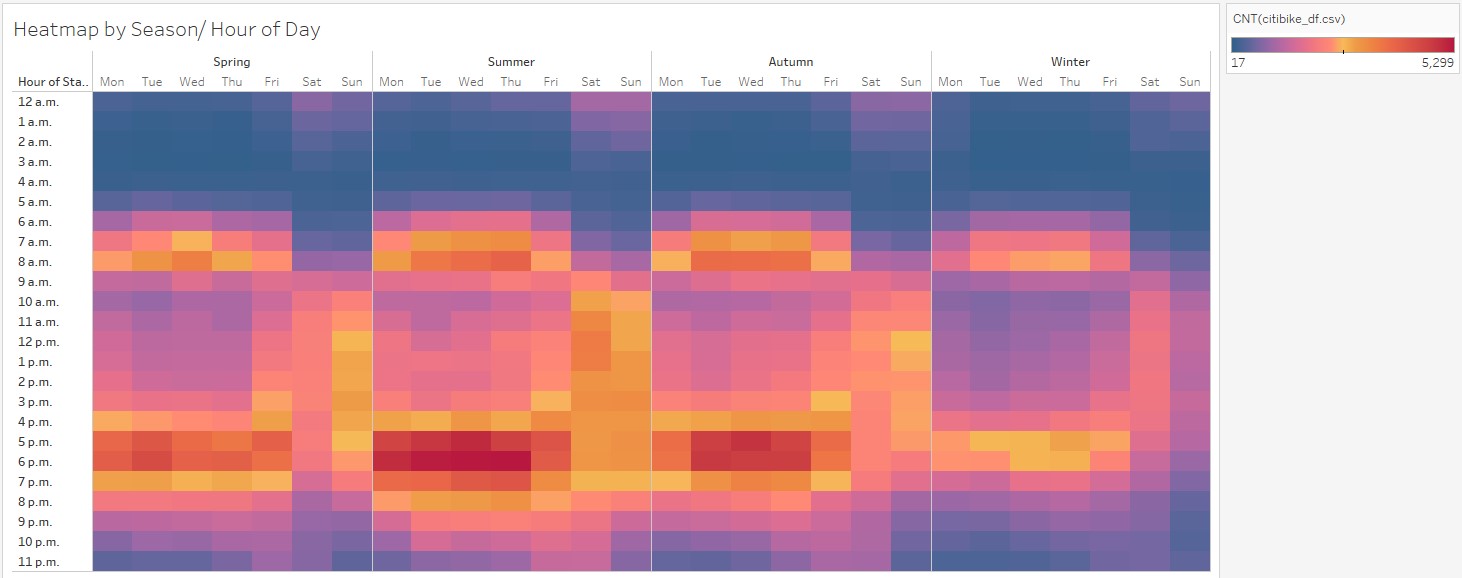 Heatmap by Season/ Hour of Day
Spring Summer Autumn Winter
Hour of Sta.. Mon Tue Wed Thu Fri Sat Sun Mon Tue Wed Thu Fri Sat Sun Mon Tue Wed Thu Fri Sat Sun Mon Tue Wed Thu Fri Sat Sun
12 a.m.
1 a.m.
2 a.m.
3 a.m.
4 a.m.
5 a.m.
6 a.m.
7 a.m.
8 a.m.
9 a.m.
10 a.m.
11 a.m.
12 p.m.
1 p.m.
2 p.m.
3 p.m.
4 p.m.
5 p.m.
6 p.m.
7 p.m.
8 p.m.
9 p.m.
10 p.m.
11 p.m.
CNT(citibike_df.csv)
17 5,299